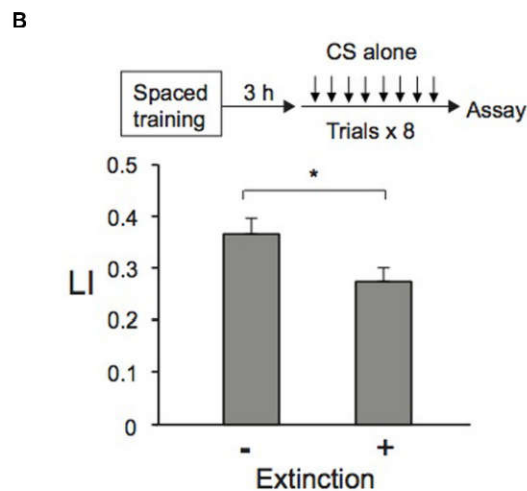 B
CS alone
Spaced
training
3 h
Assay
Trials x 8
0.5
*
0.4
0.3
LI
0.2
0.1
0
- +
Extinction